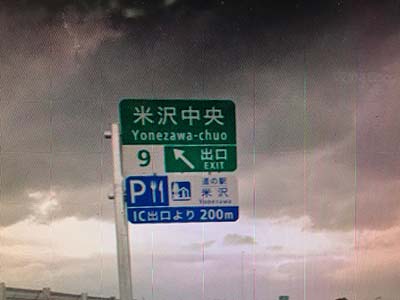 米沢中央
Yonezawa-chuo
9
出口
EXIT
P
道の駅
米沢
Yonezawa
IC出口より 200m